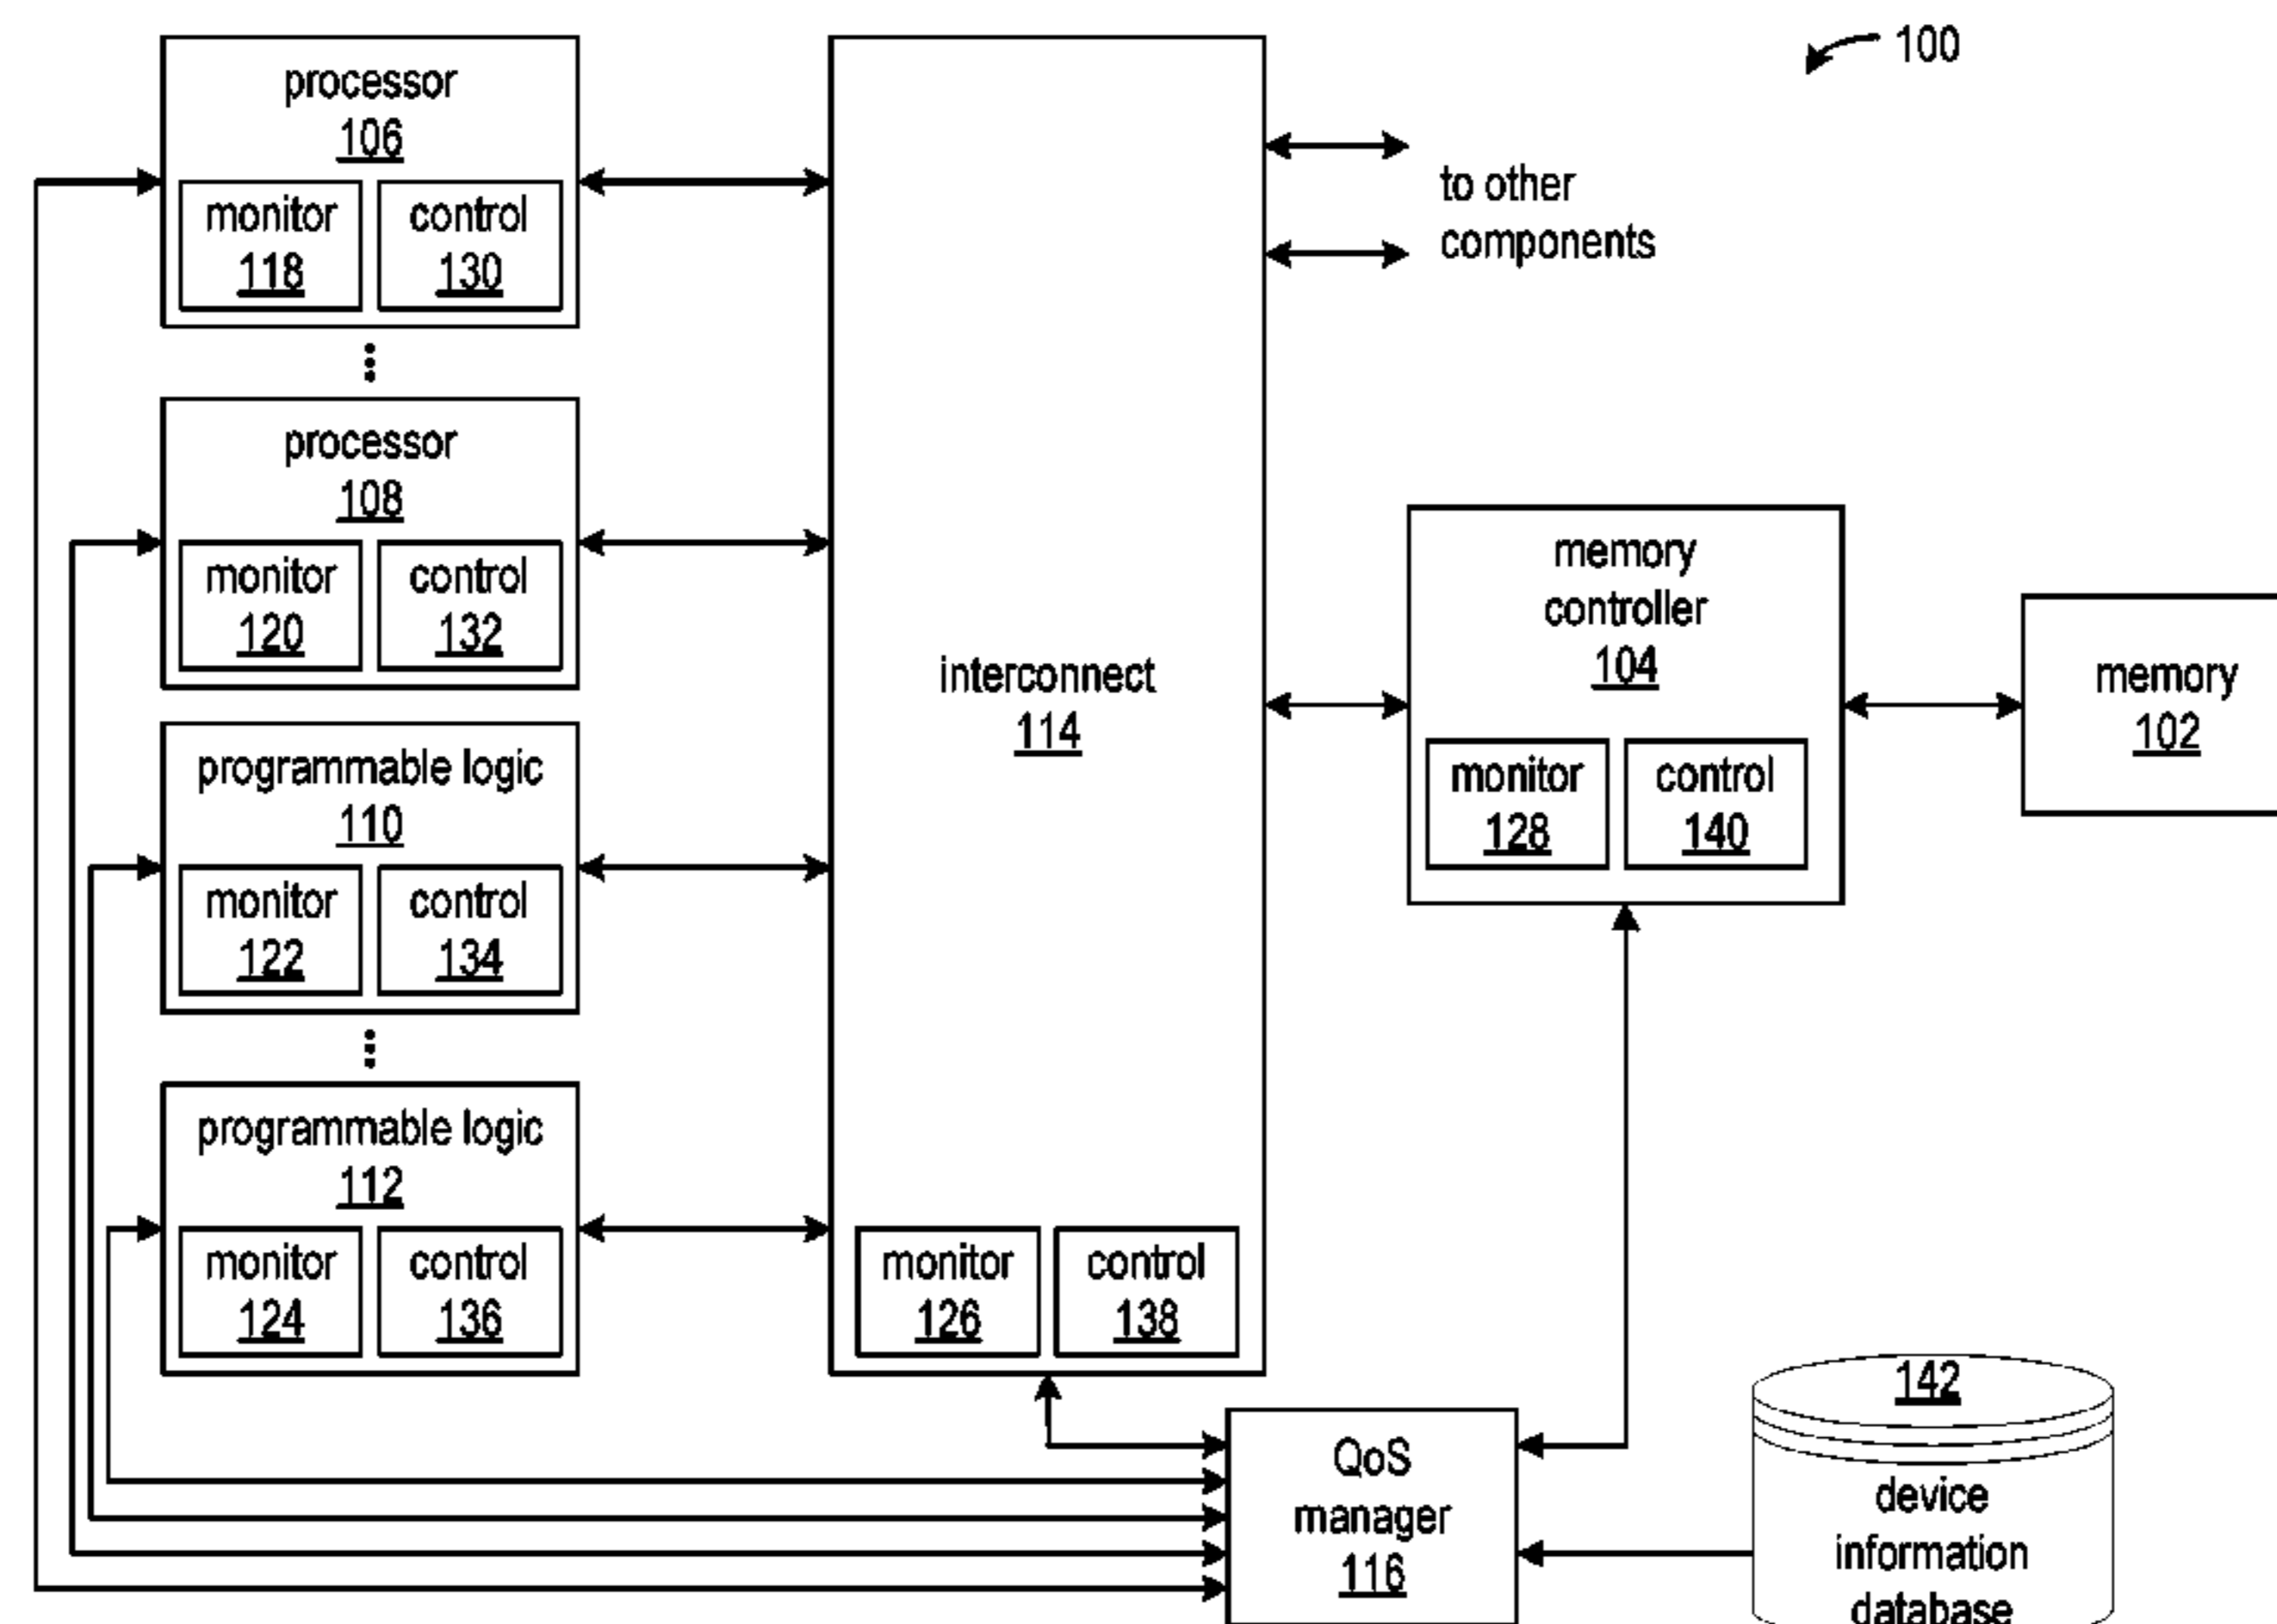 100
processor
106
monitor
118
control
130
processor
108
monitor
120
control
132
programmable logic
110
monitor
122
control
134
programmable logic
112
monitor
124
control
136
interconnect
114
monitor
126
control
138
to other
components
memory
controller
104
monitor
128
control
140
memory
102
QoS
manager
116
142
device
information
database